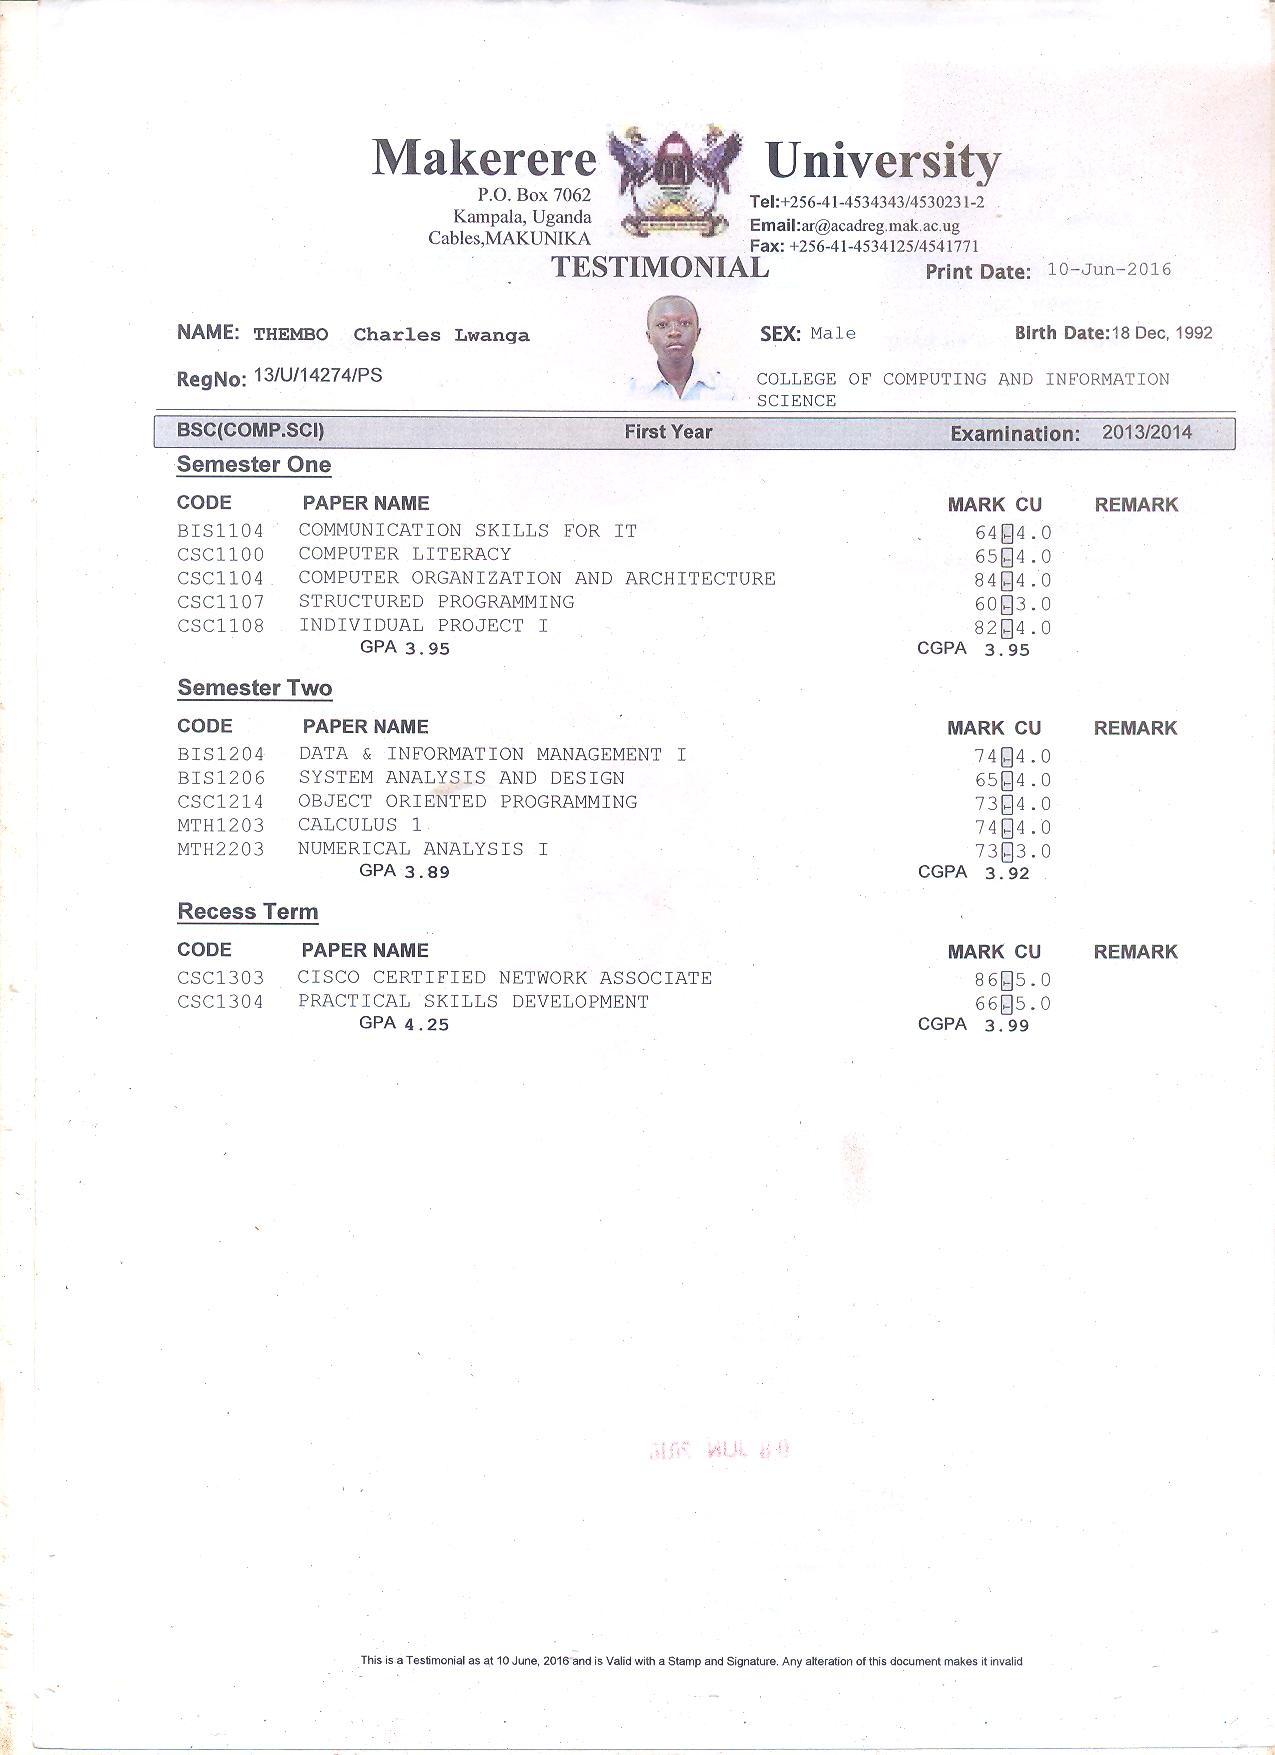 Makerere University
P.O. Box 7062
Kampala, Uganda
Cables,MAKUNIKA
Tel:+256-41-4534343/4530231-2
Email:ar@acadreg.mak.ac.ug
Fax: +256-41-4534125/4541771
TESTIMONIAL
Print Date: 10-Jun-2016
NAME: THEMBO Charles Lwanga
SEX: Male
Birth Date:18 Dec, 1992
RegNo: 13/U/14274/PS
COLLEGE OF COMPUTING AND INFORMATION
SCIENCE
BSC(COMP.SCI) First Year Examination: 2013/2014
Semester One
CODE PAPER NAME MARK CU REMARK
BIS1104 COMMUNICATION SKILLS FOR IT 64 4.0
CSC1100 COMPUTER LITERACY 65 4.0
CSC1104 COMPUTER ORGANIZATION AND ARCHITECTURE 84 4.0
CSC1107 STRUCTURED PROGRAMMING 60 3.0
CSC1108 INDIVIDUAL PROJECT I 82 4.0
GPA 3.95 CGPA 3.95
Semester Two
CODE PAPER NAME MARK CU REMARK
BIS1204 DATA & INFORMATION MANAGEMENT I 74 4.0
BIS1206 SYSTEM ANALYSIS AND DESIGN 65 4.0
CSC1214 OBJECT ORIENTED PROGRAMMING 73 4.0
MTH1203 CALCULUS 1 74 4.0
MTH2203 NUMERICAL ANALYSIS I 73 3.0
GPA 3.89 CGPA 3.92
Recess Term
CODE PAPER NAME MARK CU REMARK
CSC1303 CISCO CERTIFIED NETWORK ASSOCIATE 86 5.0
CSC1304 PRACTICAL SKILLS DEVELOPMENT 66 5.0
GPA 4.25 CGPA 3.99
This is a Testimonial as at 10 June, 2016 and is Valid with a Stamp and Signature. Any alteration of this document makes it invalid